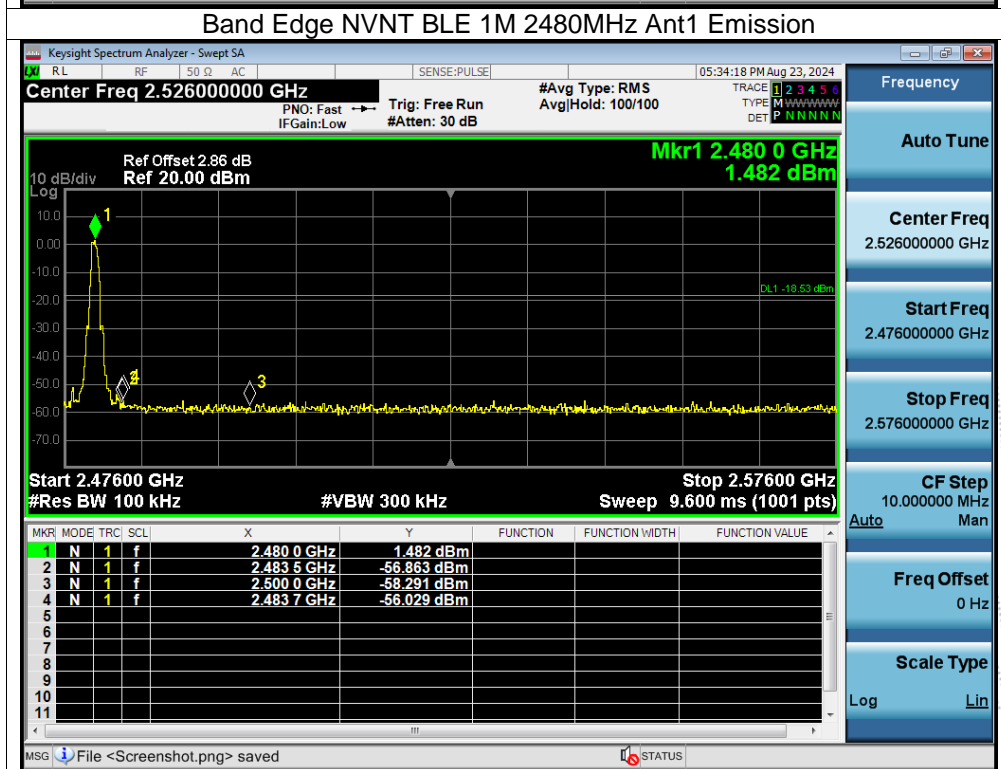 Band Edge NVNT BLE 1M 2480MHz Ant1 Emission
Keysight Spectrum Analyzer - Swept SA
LXI RL RF 50 Ω AC SENSE:PULSE 05:34:18 PM Aug 23, 2024
Center Freq 2.526000000 GHz #Avg Type: RMS TRACE 1 2 3 4 5 6
PNO: Fast Trig: Free Run Avg|Hold: 100/100 TYPE M WWWWW
IFGain:Low #Atten: 30 dB DET P N N N N N
Ref Offset 2.86 dB Mkr1 2.480 0 GHz
10 dB/div Ref 20.00 dBm 1.482 dBm
Log
10.0
1
0.00
-10.0
DL1 -18.53 dBm
-20.0
-30.0
-40.0
-50.0
2 4 3
-60.0
-70.0
Start 2.47600 GHz Stop 2.57600 GHz
#Res BW 100 kHz #VBW 300 kHz Sweep 9.600 ms (1001 pts)
MKR MODE TRC SCL X Y FUNCTION FUNCTION WIDTH FUNCTION VALUE
1 N 1 f 2.480 0 GHz 1.482 dBm
2 N 1 f 2.483 5 GHz -56.863 dBm
3 N 1 f 2.500 0 GHz -58.291 dBm
4 N 1 f 2.483 7 GHz -56.029 dBm
5
6
7
8
9
10
11
MSG File <Screenshot.png> saved STATUS
Frequency
Auto Tune
Center Freq
2.526000000 GHz
Start Freq
2.476000000 GHz
Stop Freq
2.576000000 GHz
CF Step
10.000000 MHz
Auto Man
Freq Offset
0 Hz
Scale Type
Log Lin